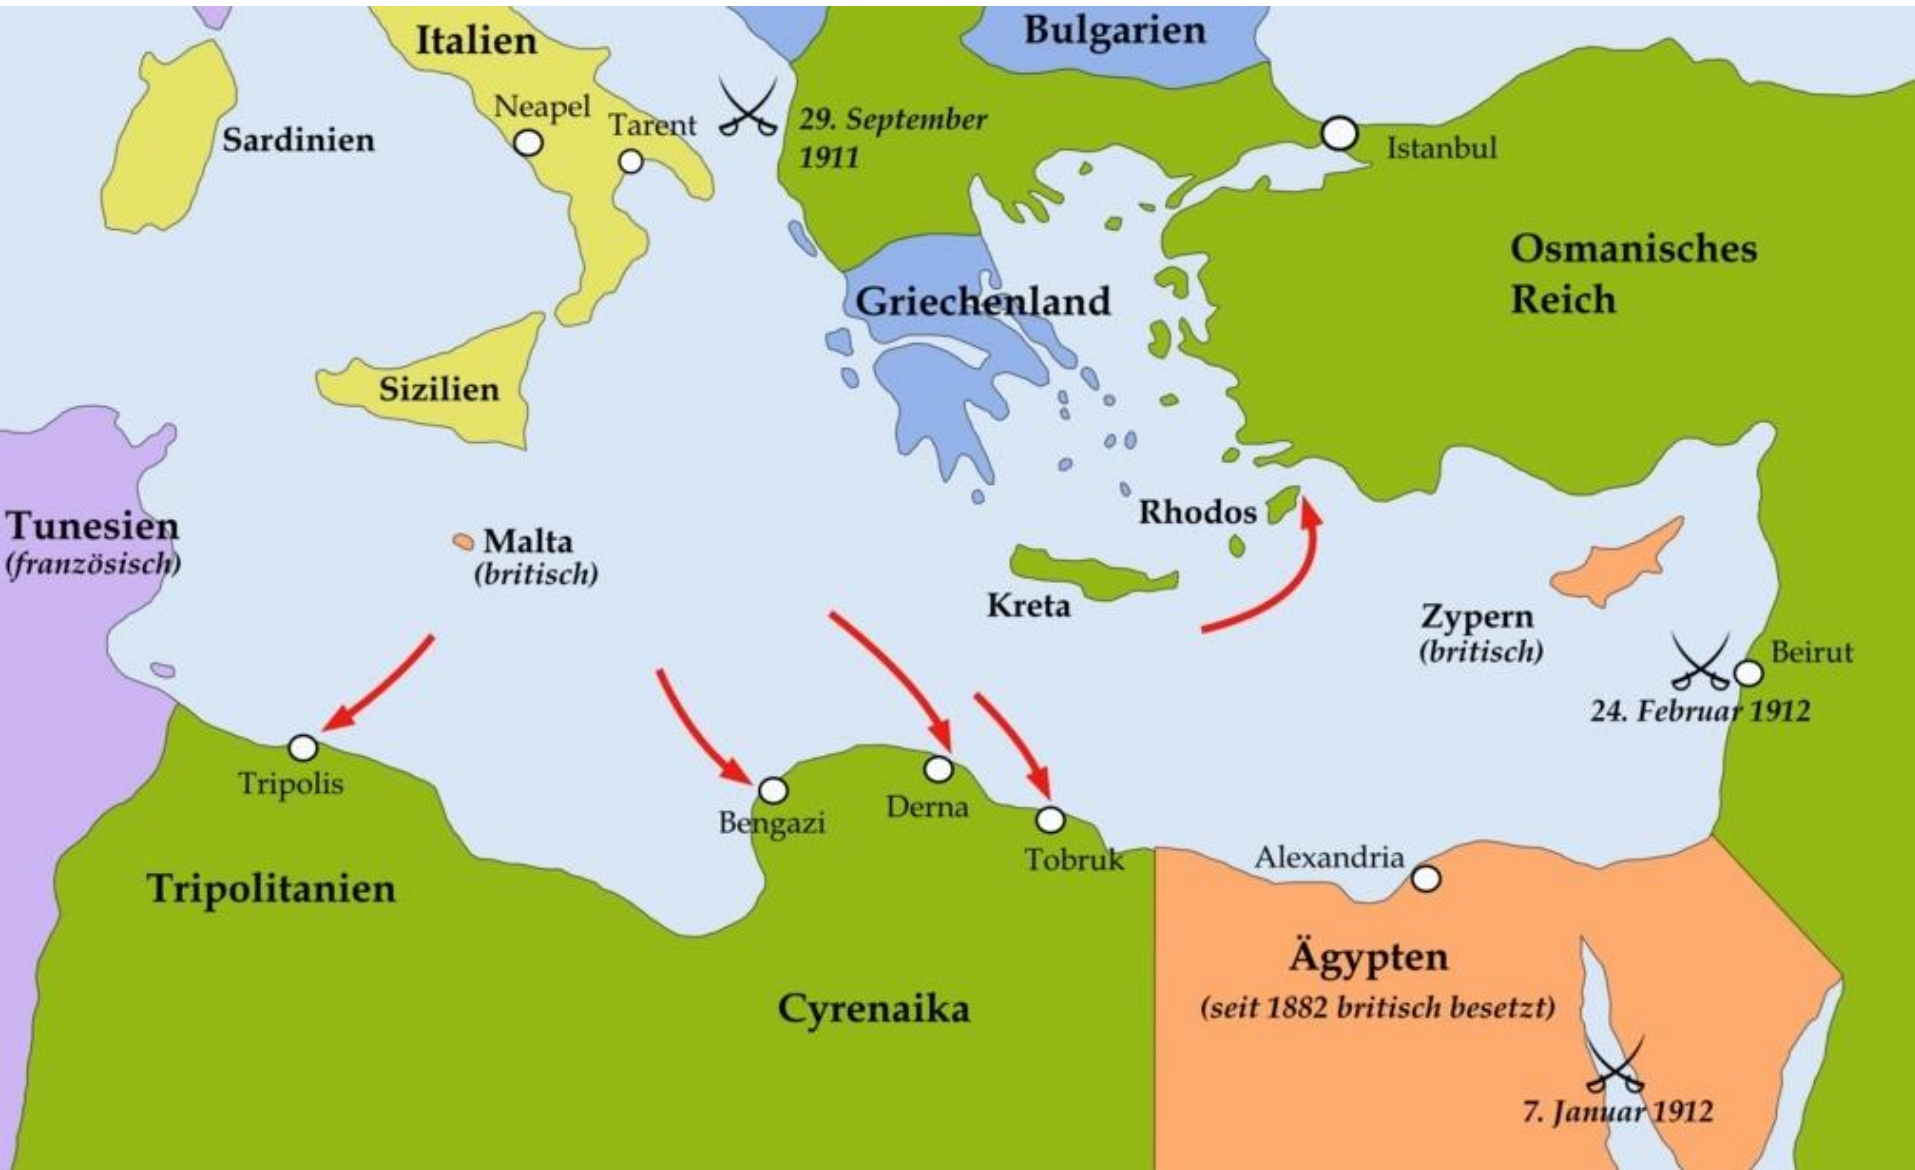 Italien
Bulgarien
Neapel
Tarent
Sardinien
29. September
1911
Istanbul
Osmanisches
Reich
Griechenland
Sizilien
Tunesien
(französisch)
Malta
(britisch)
Rhodos
Kreta
Zypern
(britisch)
Beirut
24. Februar 1912
Tripolis
Bengazi
Derna
Tobruk
Alexandria
Tripolitanien
Cyrenaika
Ägypten
(seit 1882 britisch besetzt)
7. Januar 1912